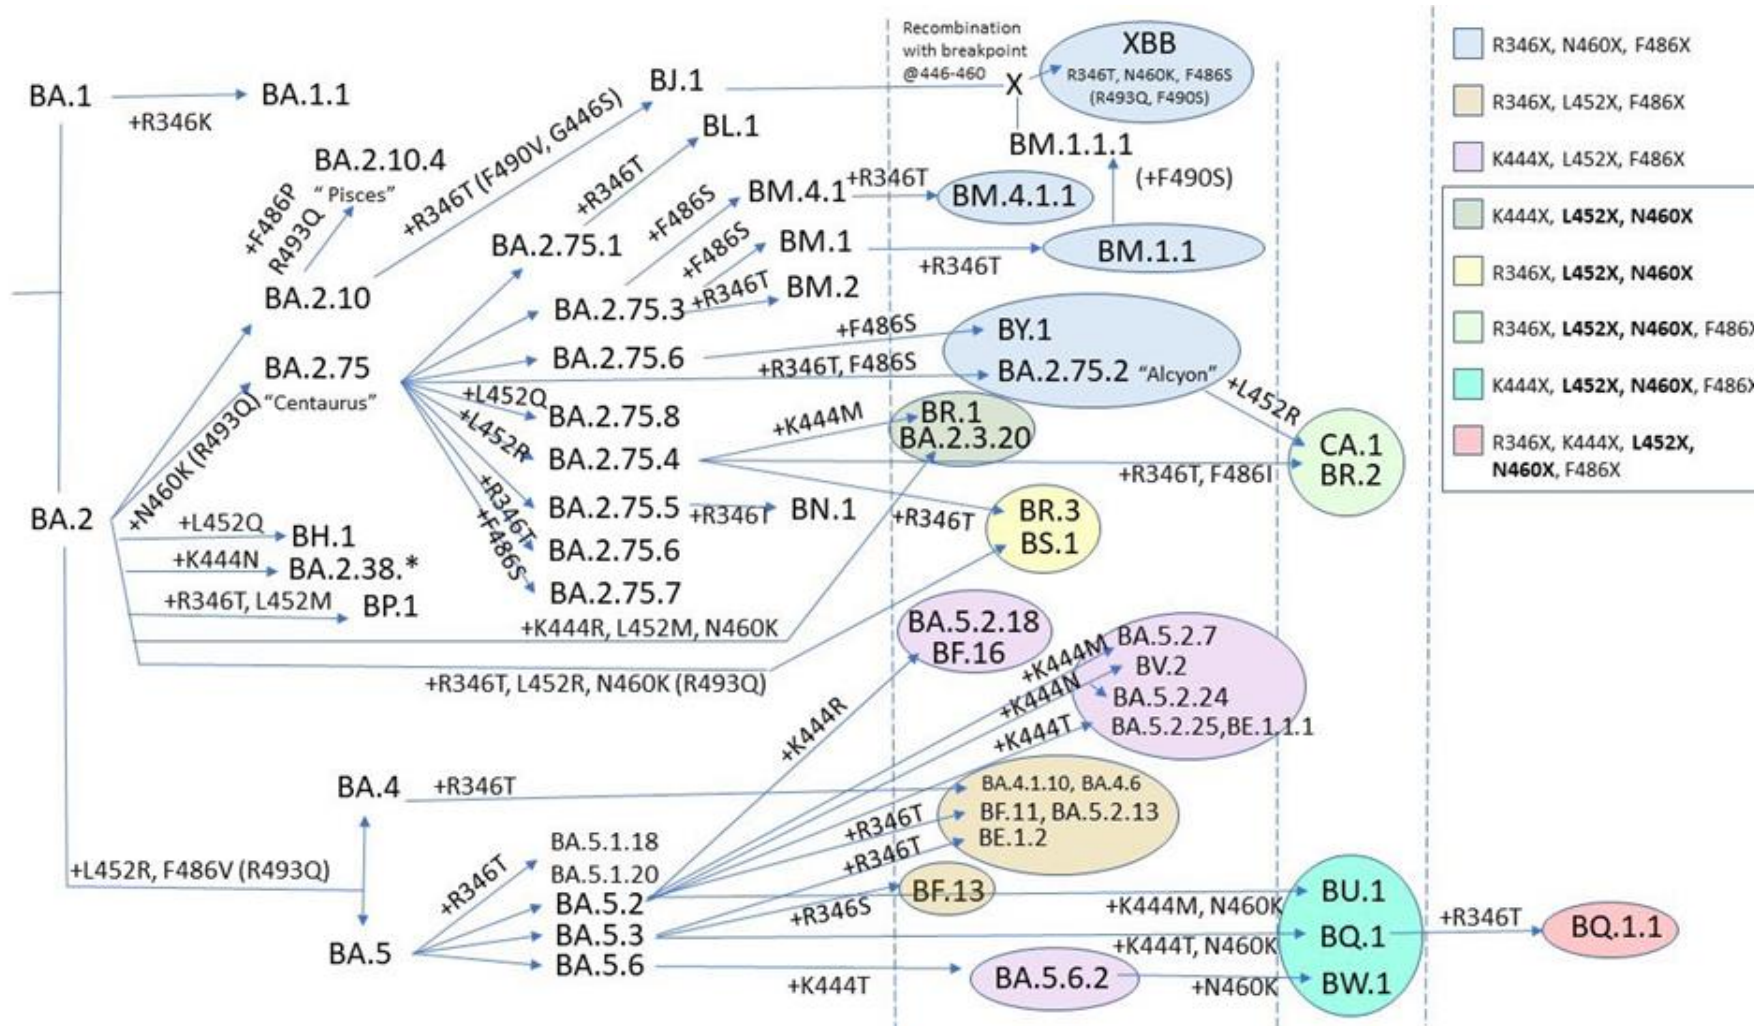 Recombination
with breakpoint
@446-460
XBB
R346T, N460K, F486S
(R493Q, F490S)
X
BA.1
+R346K
BA.1.1
BJ.1
BL.1
BM.1.1.1
(+F490S)
BA.2.10.4
“ Pisces”
+F486P
R493Q
+R346T (F490V, G446S)
+R346T
+F486S
BM.4.1
+R346T
BM.4.1.1
BA.2.75.1
+F486S
BM.1
+R346T
BM.1.1
BA.2.10
BA.2.75.3
+R346T
BM.2
BA.2.75
“Centaurus”
BA.2.75.6
+F486S
BY.1
+R346T, F486S
BA.2.75.2 “Alcyon”
+L452R
+L452Q
BA.2.75.8
+K444M
BR.1
BA.2.3.20
+L452R
BA.2.75.4
+R346T, F486I
CA.1
BR.2
+N460K (R493Q)
BA.2
+R346T
BA.2.75.5
+R346T
BN.1
+R346T
BR.3
BS.1
+F486S
BA.2.75.6
BA.2.75.7
+L452Q
BH.1
+K444N
BA.2.38.*
+R346T, L452M
BP.1
+K444R, L452M, N460K
+R346T, L452R, N460K (R493Q)
BA.5.2.18
BF.16
+K444R
+K444M
BA.5.2.7
+K444N
BV.2
BA.5.2.24
+K444T
BA.5.2.25,BE.1.1.1
BA.4
+R346T
BA.4.1.10, BA.4.6
+R346T
BF.11, BA.5.2.13
+R346T
BE.1.2
+L452R, F486V (R493Q)
+R346T
BA.5.1.18
BA.5.1.20
BA.5.2
+R346S
BF.13
+K444M, N460K
BU.1
BA.5
BA.5.3
+K444T, N460K
BQ.1
+R346T
BQ.1.1
BA.5.6
+K444T
BA.5.6.2
+N460K
BW.1
R346X, N460X, F486X
R346X, L452X, F486X
K444X, L452X, F486X
K444X, L452X, N460X
R346X, L452X, N460X
R346X, L452X, N460X, F486X
K444X, L452X, N460X, F486X
R346X, K444X, L452X,
N460X, F486X